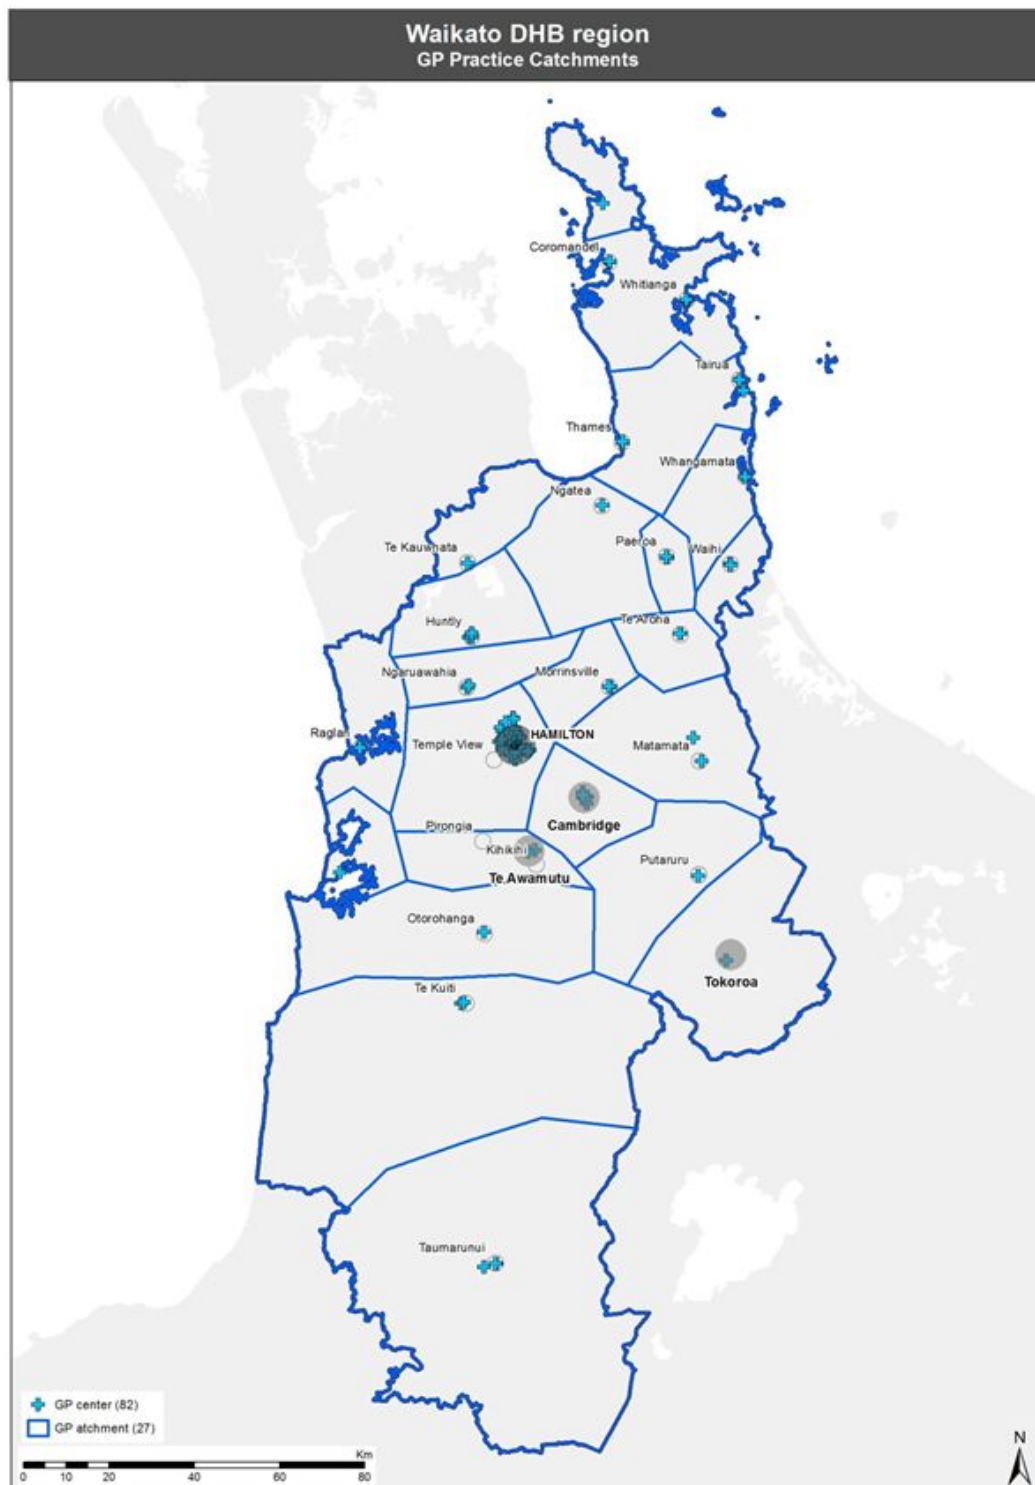 Waikato DHB region
GP Practice Catchments
Coromandel
Whitianga
Tairua
Thames
Whangamata
Ngatea
Paeroa
Waihi
Te Kauwhata
Huntly
Te Aroha
Ngaruawahia
Morrinsville
Raglan
HAMILTON
Temple View
Matamata
Cambridge
Pirongia
Kihikihi
Putaruru
Te Awamutu
Otorohanga
Tokoroa
Te Kuiti
Taumarunui
GP center (82)
GP atchment (27)
Km
0 10 20 40 60 80
N